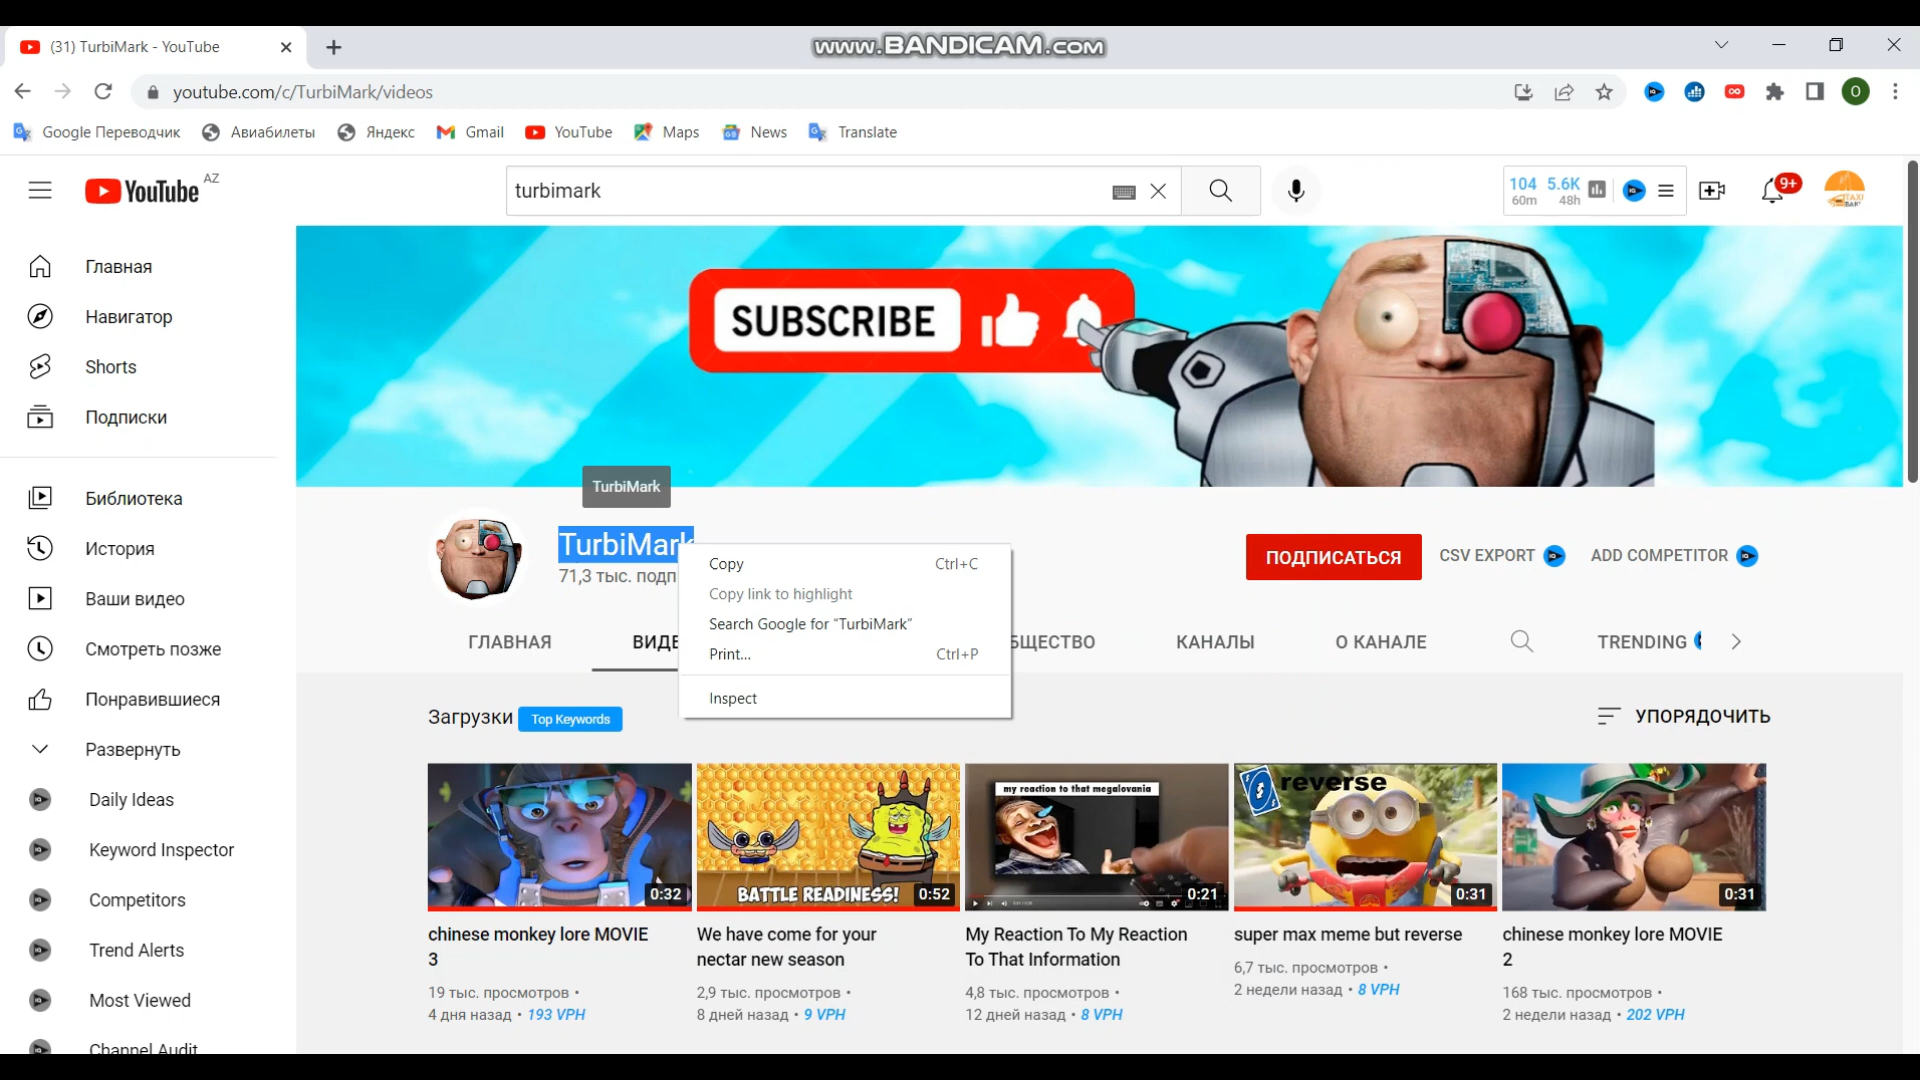 (31) TurbiMark - YouTube
www.BANDICAM.com
youtube.com/c/TurbiMark/videos
O
Google Переводчик
Авиабилеты
Яндекс
Gmail
YouTube
Maps
News
Translate
YouTube AZ
turbimark
104 5.6K
60m 48h
9+
Главная
Навигатор
Shorts
Подписки
Библиотека
История
Ваши видео
Смотреть позже
Понравившиеся
Развернуть
Daily Ideas
Keyword Inspector
Competitors
Trend Alerts
Most Viewed
Channel Audit
SUBSCRIBE
TurbiMark
TurbiMark
71,3 тыс. подп
Copy Ctrl+C
Copy link to highlight
Search Google for “TurbiMark”
Print... Ctrl+P
Inspect
ПОДПИСАТЬСЯ
CSV EXPORT
ADD COMPETITOR
ГЛАВНАЯ
ВИДЕ
БЩЕСТВО
КАНАЛЫ
О КАНАЛЕ
TRENDING
Загрузки
Top Keywords
УПОРЯДОЧИТЬ
0:32
BATTLE READINESS!
0:52
my reaction to that megalovania
0:21
reverse
0:31
0:31
chinese monkey lore MOVIE
3
19 тыс. просмотров •
4 дня назад • 193 VPH
We have come for your
nectar new season
2,9 тыс. просмотров •
8 дней назад • 9 VPH
My Reaction To My Reaction
To That Information
4,8 тыс. просмотров •
12 дней назад • 8 VPH
super max meme but reverse
6,7 тыс. просмотров •
2 недели назад • 8 VPH
chinese monkey lore MOVIE
2
168 тыс. просмотров •
2 недели назад • 202 VPH